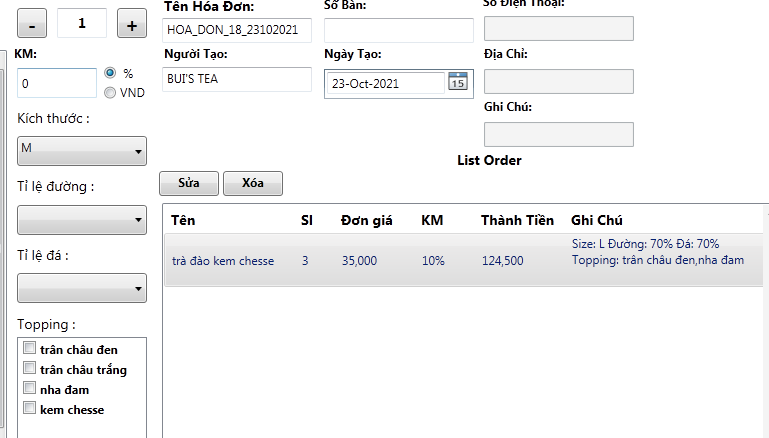 Tên Hóa Đơn:
Số Bàn:
Số Điện Thoại:
- 1 +
HOA_DON_18_23102021
KM:
Người Tạo:
Ngày Tạo:
Địa Chỉ:
0
%
VND
BUI'S TEA
23-Oct-2021
15
Ghi Chú:
Kích thước :
M
List Order
Tỉ lệ đường :
Sửa
Xóa
Tên Sl Đơn giá KM Thành Tiền Ghi Chú
trà đào kem chesse 3 35,000 10% 124,500
Size: L Đường: 70% Đá: 70%
Topping: trân châu đen,nha đam
Tỉ lệ đá :
Topping :
trân châu đen
trân châu trắng
nha đam
kem chesse